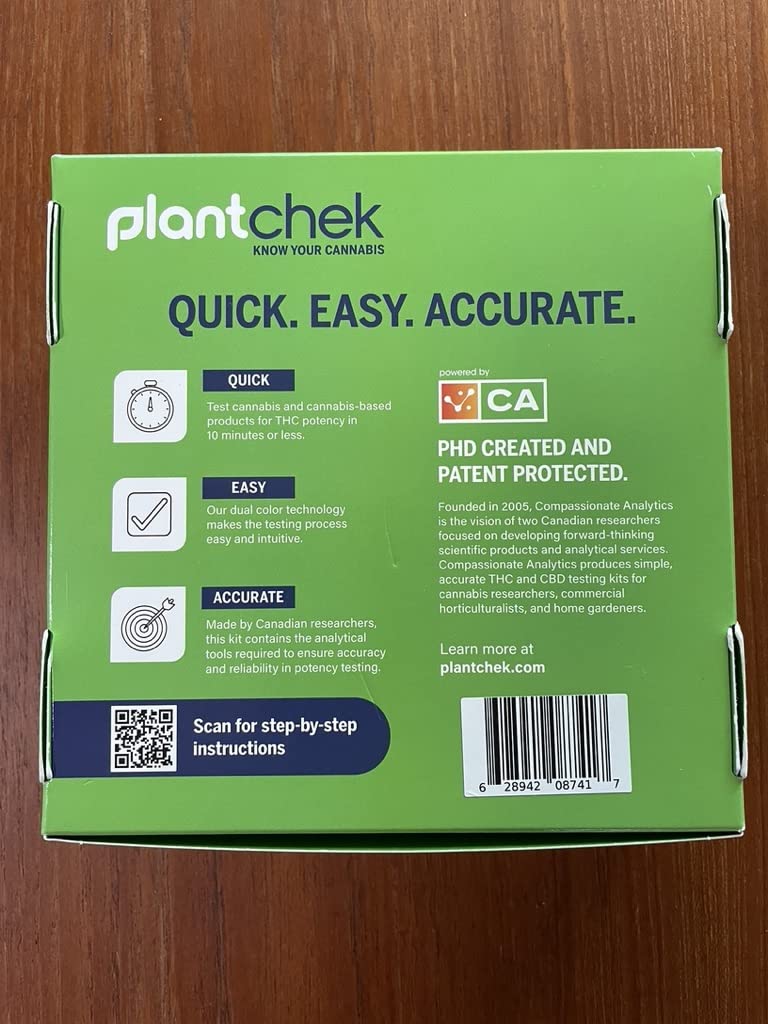 plantchek
KNOW YOUR CANNABIS
QUICK. EASY. ACCURATE.
QUICK
Test cannabis and cannabis-based
products for THC potency in
10 minutes or less.
EASY
Our dual color technology
makes the testing process
easy and intuitive.
ACCURATE
Made by Canadian researchers,
this kit contains the analytical
tools required to ensure accuracy
and reliability in potency testing.
powered by
CA
PHD CREATED AND
PATENT PROTECTED.
Founded in 2005, Compassionate Analytics
is the vision of two Canadian researchers
focused on developing forward-thinking
scientific products and analytical services.
Compassionate Analytics produces simple,
accurate THC and CBD testing kits for
cannabis researchers, commercial
horticulturalists, and home gardeners.
Learn more at
plantchek.com
Scan for step-by-step
instructions
6 28942 08741 7